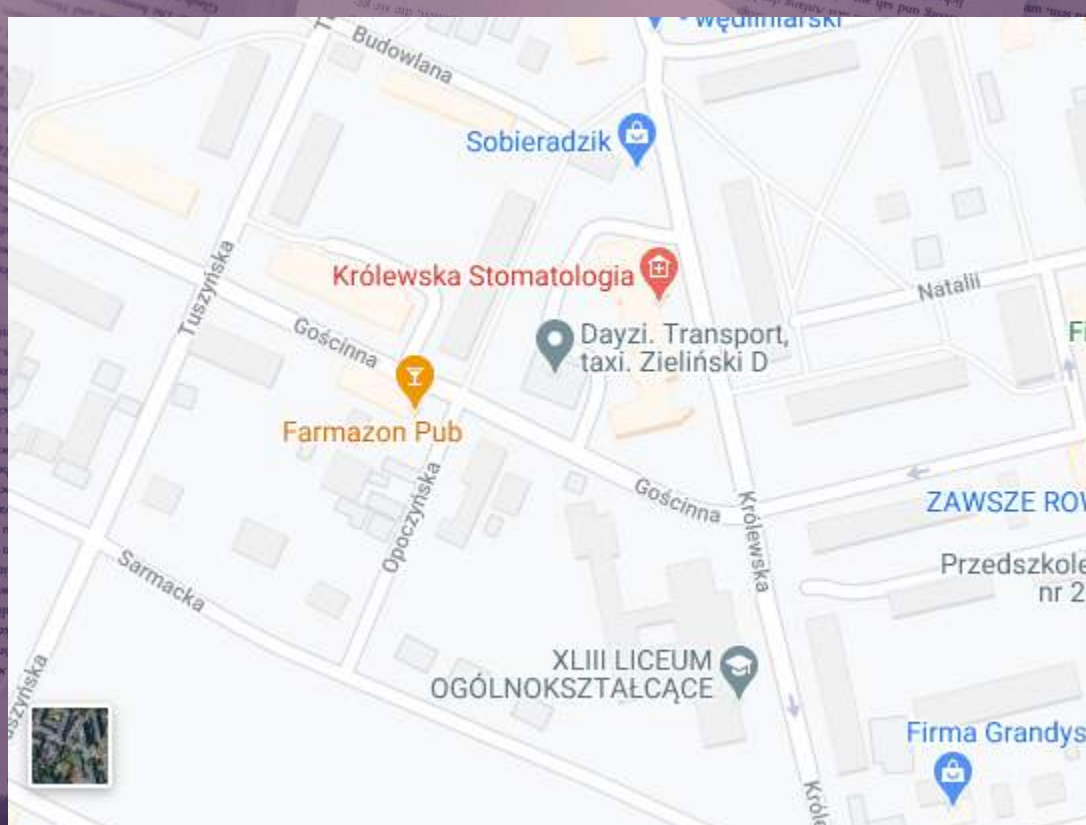 wędliniarski
Budowlana
Sobieradzik
Tuszyńska
Królewska Stomatologia
Natalii
Gościnna
Dayzi. Transport,
taxi. Zieliński D
Farmazon Pub
Opoczyńska
Gościnna
Królewska
ZAWSZE
Sarmacka
Przedszkole
nr 2
XLIII LICEUM
OGÓLNOKSZTAŁCĄCE
Firma Grandys